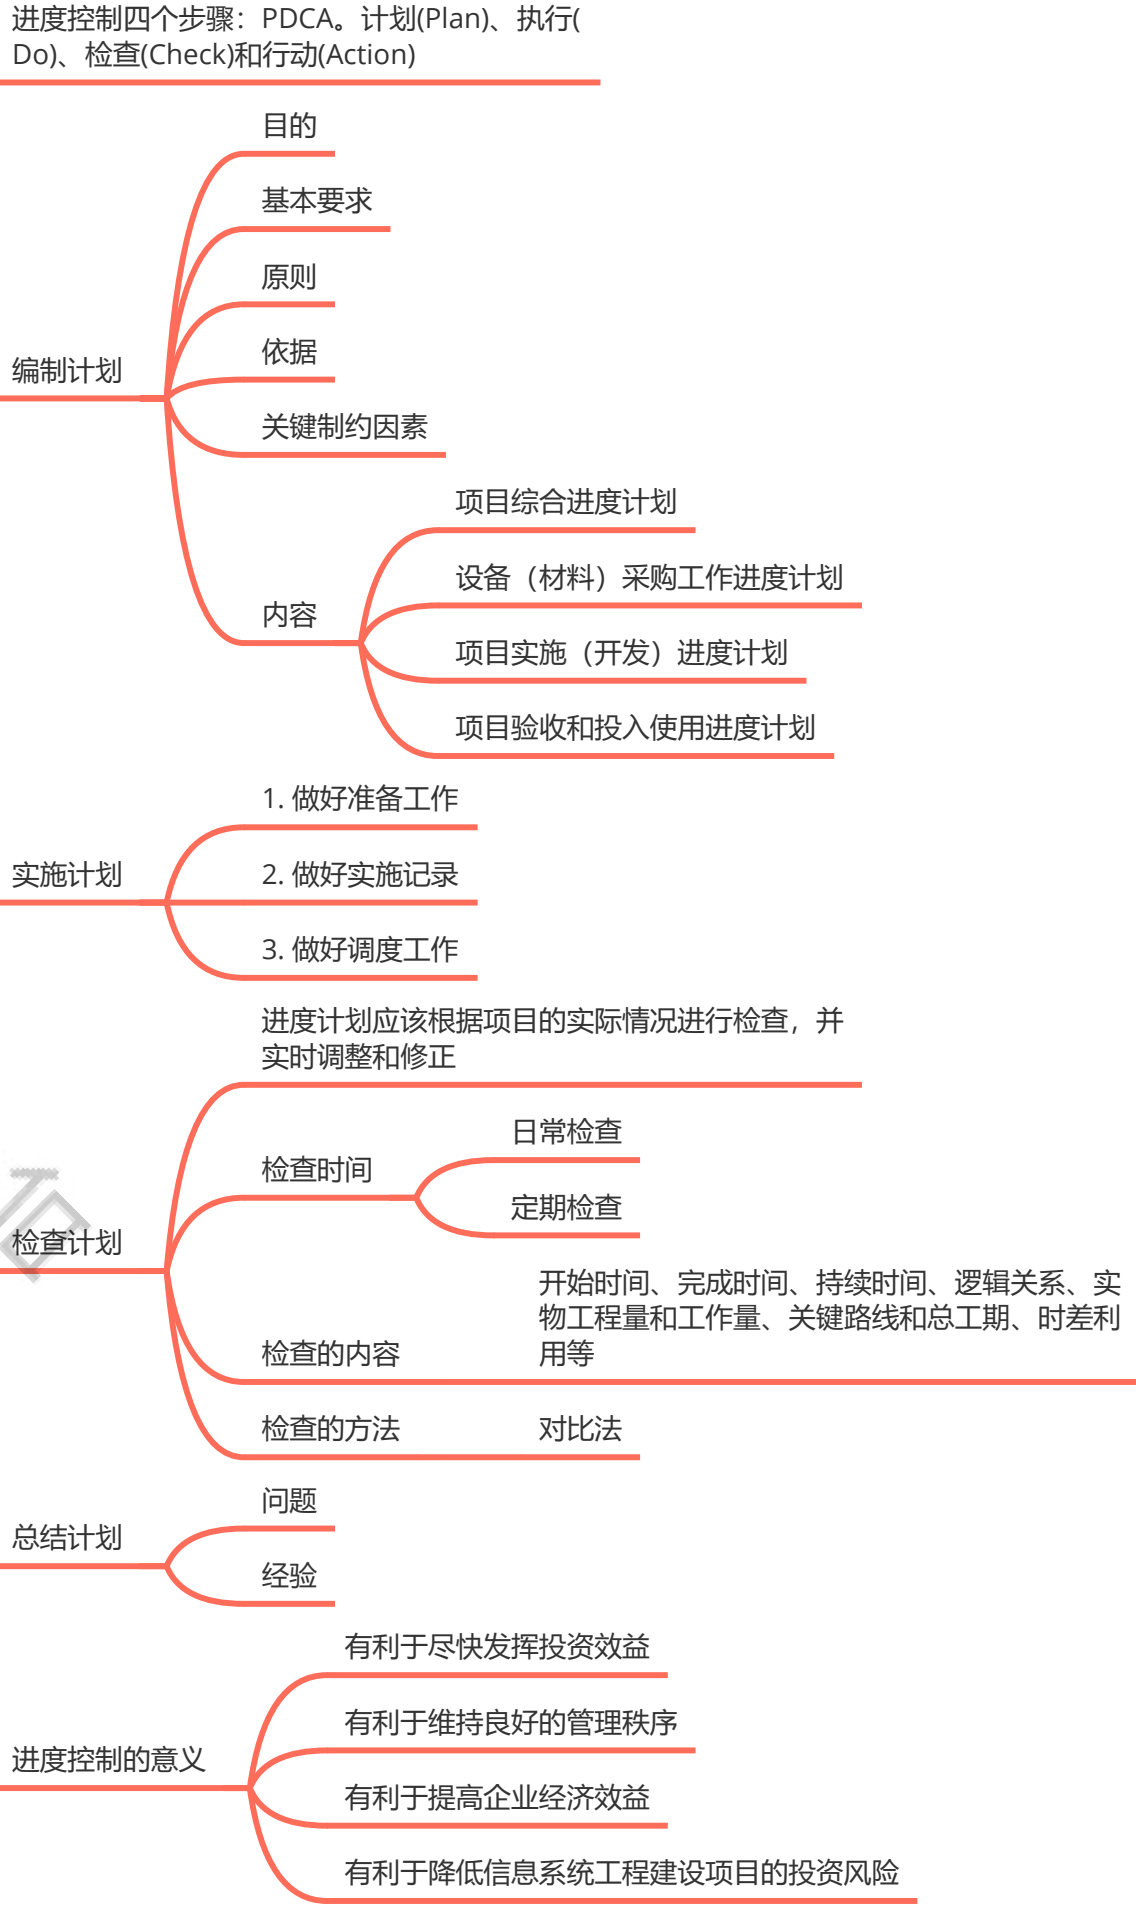 进度控制四个步骤：PDCA。计划(Plan)、执行(
Do)、检查(Check)和行动(Action)
目的
基本要求
原则
依据
编制计划
关键制约因素
项目综合进度计划
设备（材料）采购工作进度计划
内容
项目实施（开发）进度计划
项目验收和投入使用进度计划
1. 做好准备工作
实施计划
2. 做好实施记录
3. 做好调度工作
进度计划应该根据项目的实际情况进行检查，并
实时调整和修正
日常检查
检查时间
定期检查
检查计划
开始时间、完成时间、持续时间、逻辑关系、实
物工程量和工作量、关键路线和总工期、时差利
用等
检查的内容
检查的方法
对比法
问题
总结计划
经验
有利于尽快发挥投资效益
有利于维持良好的管理秩序
进度控制的意义
有利于提高企业经济效益
有利于降低信息系统工程建设项目的投资风险